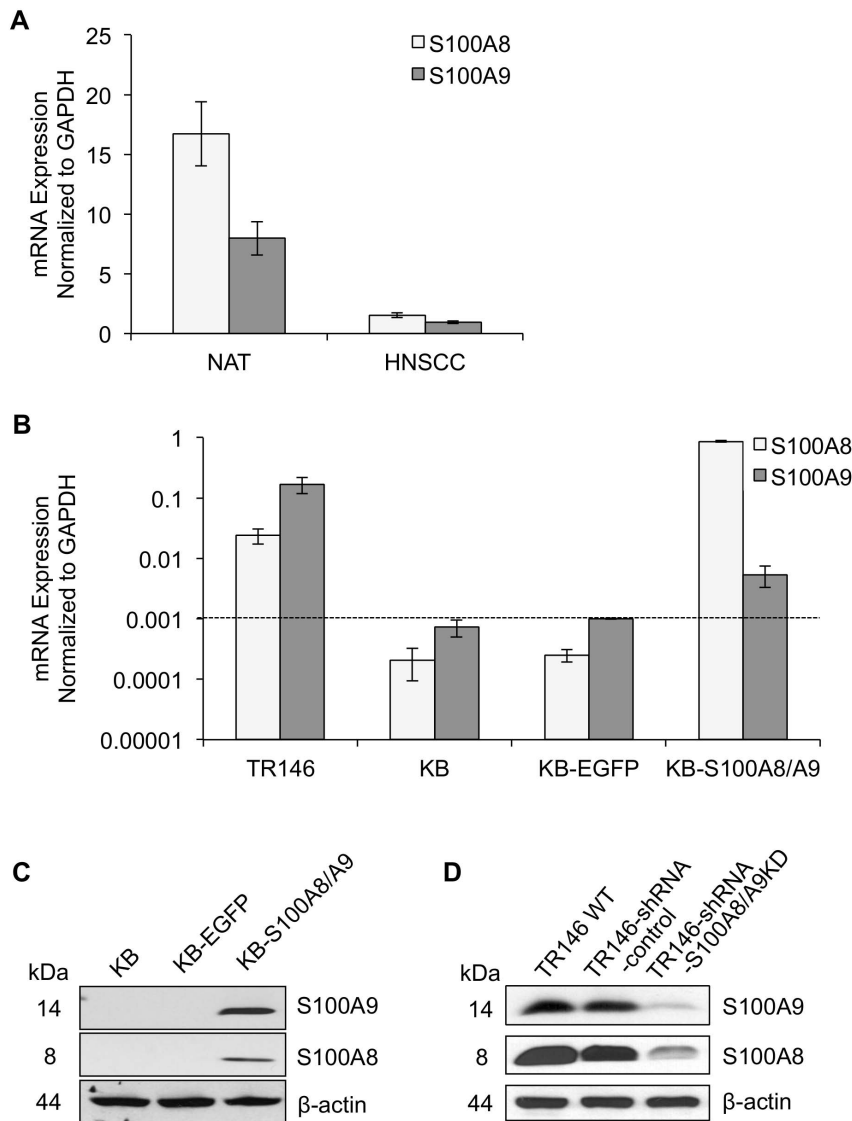 A
mRNA Expression
Normalized to GAPDH
25
20
15
10
5
0
S100A8
S100A9
NAT
HNSCC
B
mRNA Expression
Normalized to GAPDH
1
0.1
0.01
0.001
0.0001
0.00001
S100A8
S100A9
TR146
KB
KB-EGFP
KB-S100A8/A9
C
kDa
KB
KB-EGFP
KB-S100A8/A9
14
S100A9
8
S100A8
44
β-actin
D
kDa
TR146 WT
TR146-shRNA
-control
TR146-shRNA
-S100A8/A9KD
14
S100A9
8
S100A8
44
β-actin